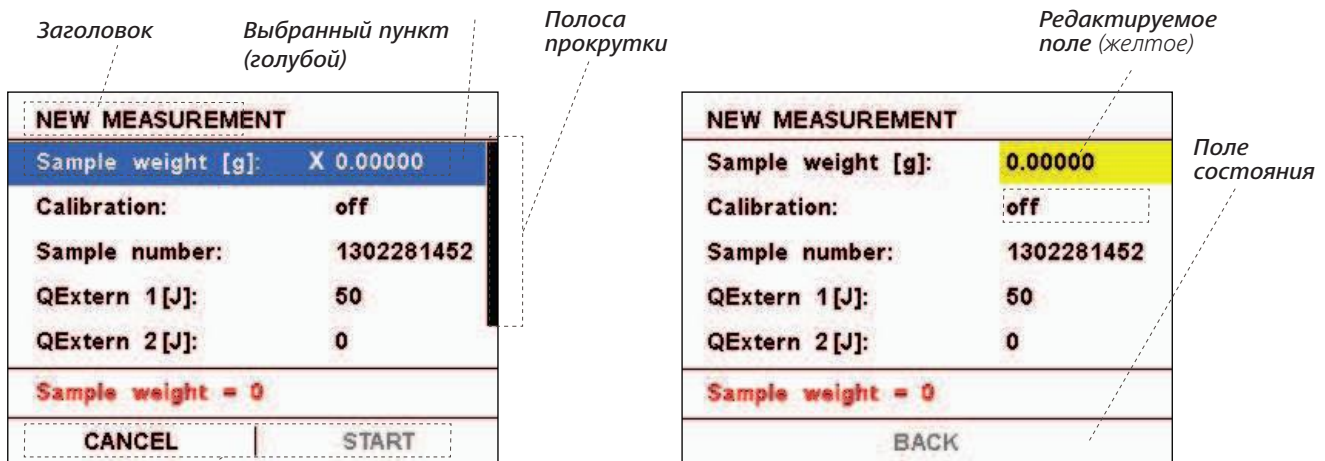 Заголовок
Выбранный пункт
(голубой)
Полоса
прокрутки
NEW MEASUREMENT
Sample weight [g]: X 0.00000
Calibration: off
Sample number: 1302281452
QExtern 1[J]: 50
QExtern 2[J]: 0
Sample weight = 0
CANCEL START
Редактируемое
поле (желтое)
Поле
состояния
NEW MEASUREMENT
Sample weight [g]: 0.00000
Calibration: off
Sample number: 1302281452
QExtern 1[J]: 50
QExtern 2[J]: 0
Sample weight = 0
BACK